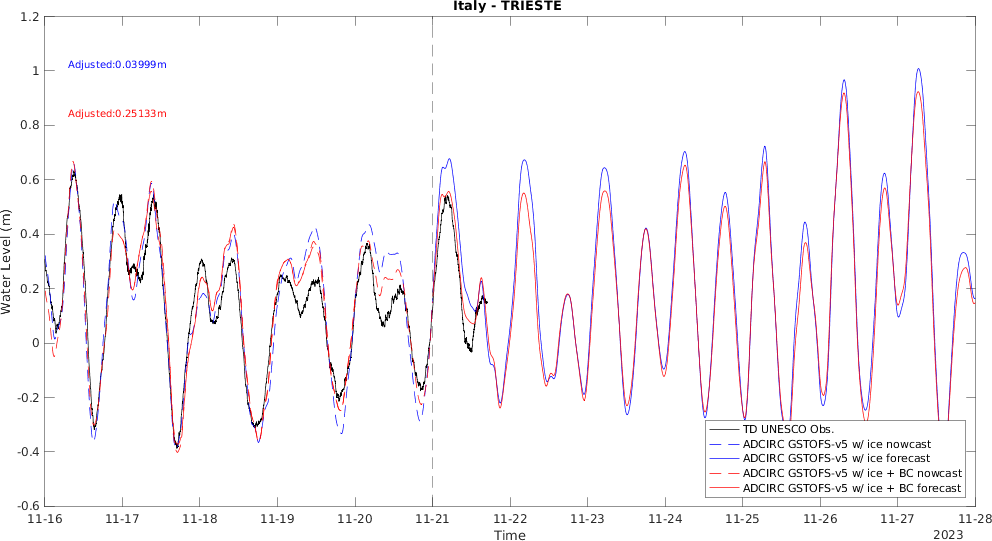 Italy - TRIESTE
1.2
1
0.8
0.6
0.4
0.2
0
-0.2
-0.4
-0.6
Water Level (m)
Adjusted:0.03999m
Adjusted:0.25133m
TD UNESCO Obs.
ADCIRC GSTOFS-v5 w/ ice nowcast
ADCIRC GSTOFS-v5 w/ ice forecast
ADCIRC GSTOFS-v5 w/ ice + BC nowcast
ADCIRC GSTOFS-v5 w/ ice + BC forecast
11-16 11-17 11-18 11-19 11-20 11-21 11-22 11-23 11-24 11-25 11-26 11-27 11-28
Time
2023